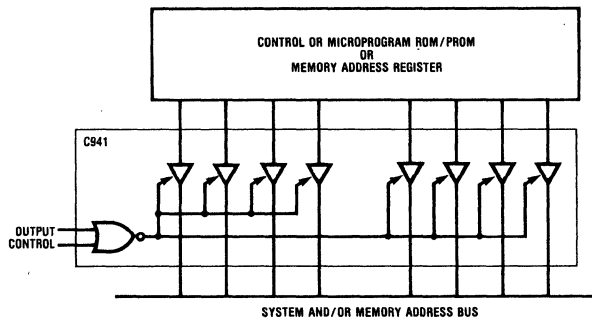 CONTROL OR MICROPROGRAM ROM/PROM
OR
MEMORY ADDRESS REGISTER
C941
OUTPUT
CONTROL
SYSTEM AND/OR MEMORY ADDRESS BUS